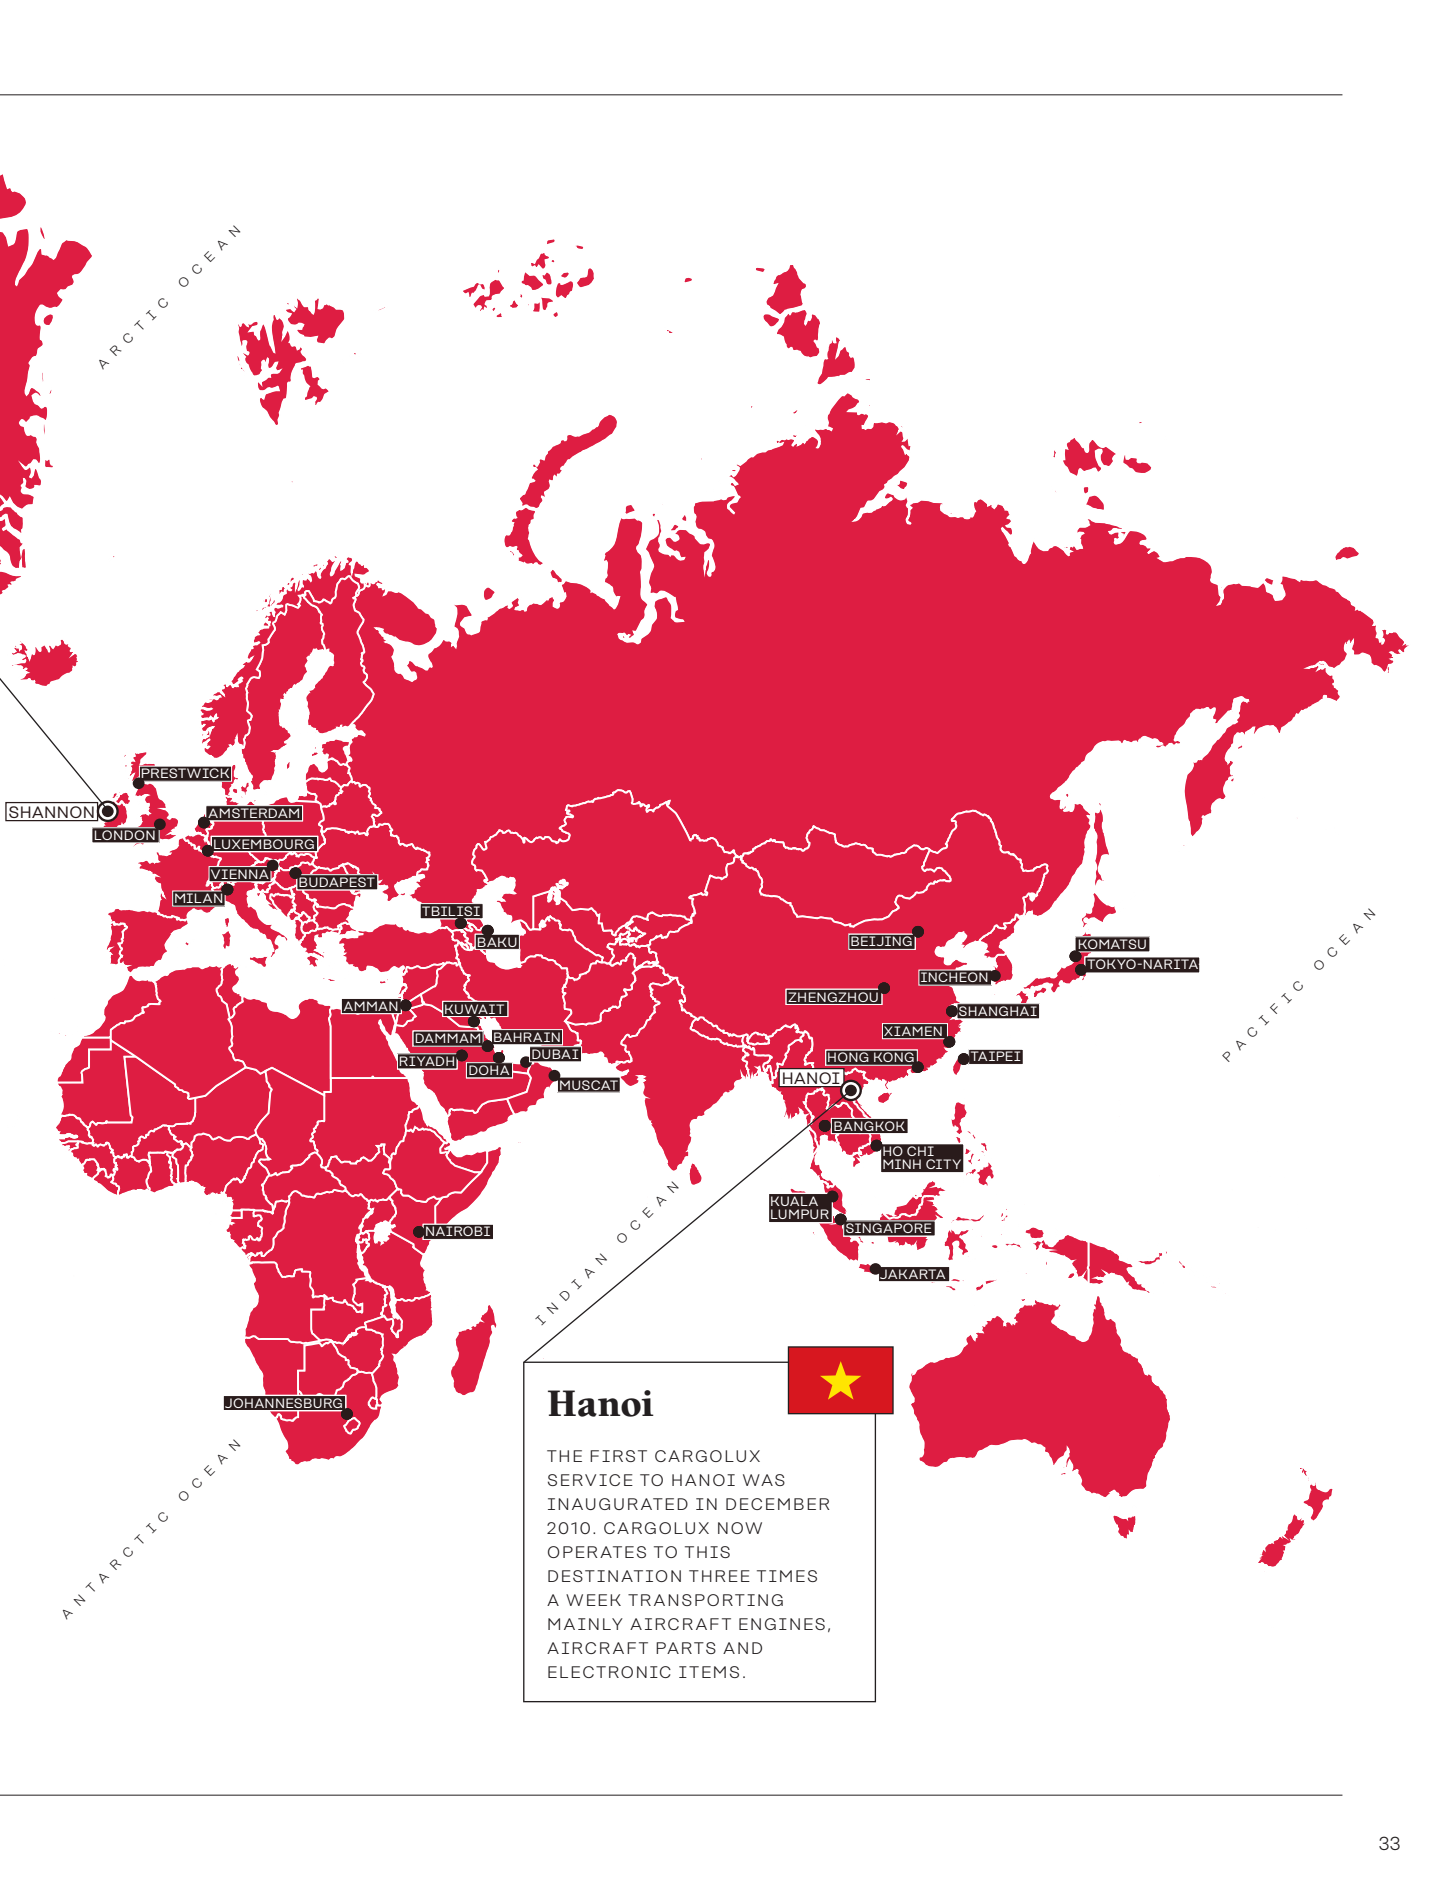 ARCTIC OCEAN
PRESTWICK
SHANNON
LONDON
AMSTERDAM
LUXEMBOURG
VIENNA
BUDAPEST
MILAN
TBILISI
BAKU
BEIJING
KOMATSU
TOKYO-NARITA
INCHEON
ZHENGZHOU
SHANGHAI
PACIFIC OCEAN
AMMAN
KUWAIT
DAMMAM
BAHRAIN
RIYADH
DOHA
DUBAI
MUSCAT
XIAMEN
HONG KONG
TAIPEI
HANOI
BANGKOK
HO CHI
MINH CITY
KUALA
LUMPUR
SINGAPORE
JAKARTA
NAIROBI
INDIAN OCEAN
JOHANNESBURG
ANTARCTIC OCEAN
Hanoi
THE FIRST CARGOLUX
SERVICE TO HANOI WAS
INAUGURATED IN DECEMBER
2010. CARGOLUX NOW
OPERATES TO THIS
DESTINATION THREE TIMES
A WEEK TRANSPORTING
MAINLY AIRCRAFT ENGINES,
AIRCRAFT PARTS AND
ELECTRONIC ITEMS.
33